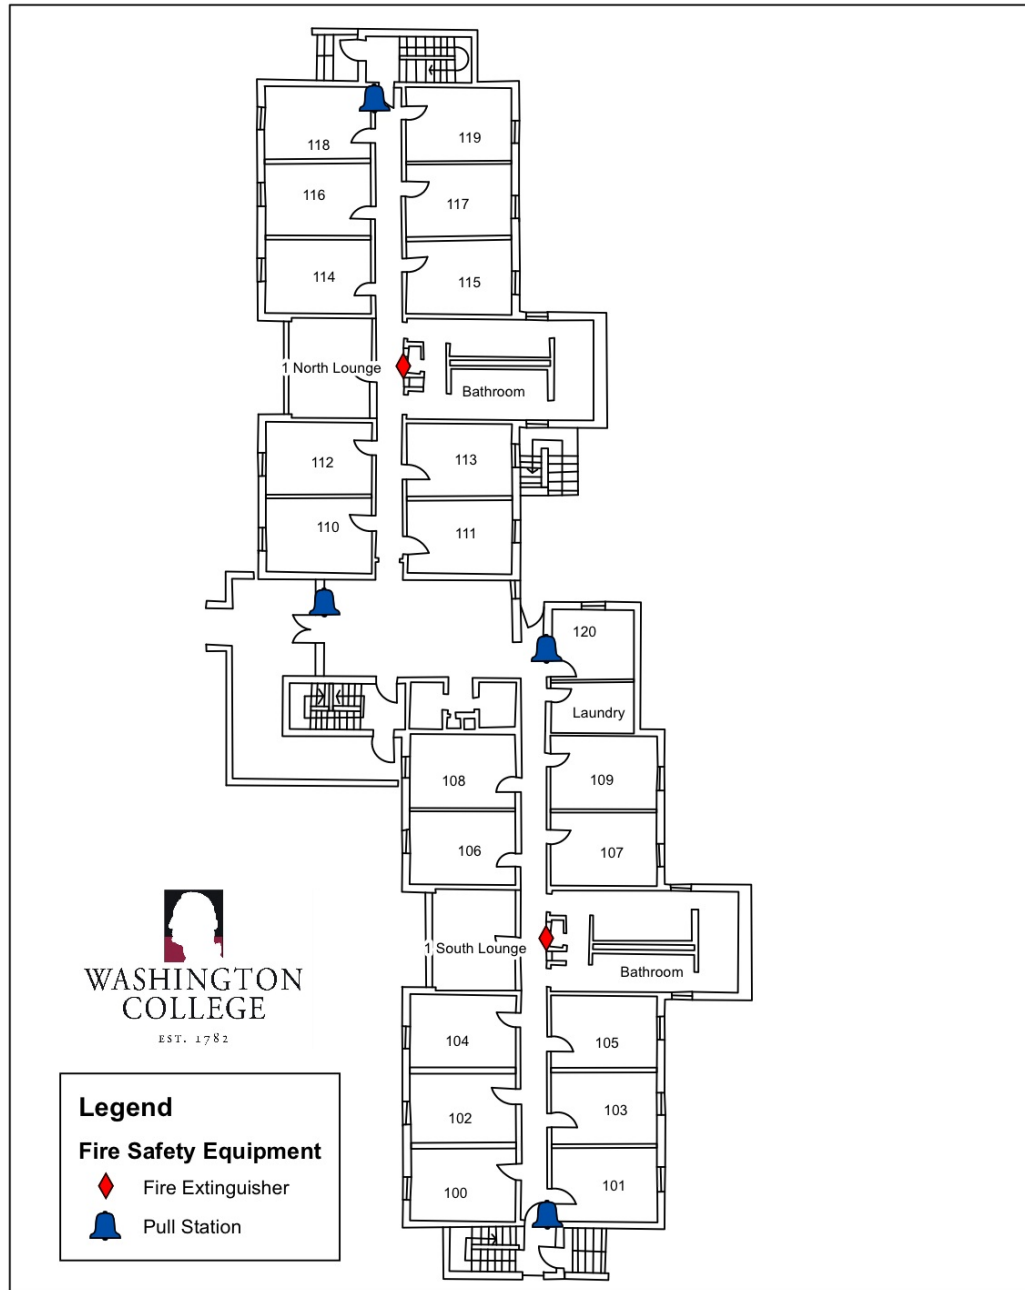 118
119
116
117
114
115
1 North Lounge
Bathroom
112
113
110
111
120
Laundry
108
109
106
107
1 South Lounge
Bathroom
104
105
102
103
100
101
WASHINGTON
COLLEGE
EST. 1782
Legend
Fire Safety Equipment
Fire Extinguisher
Pull Station